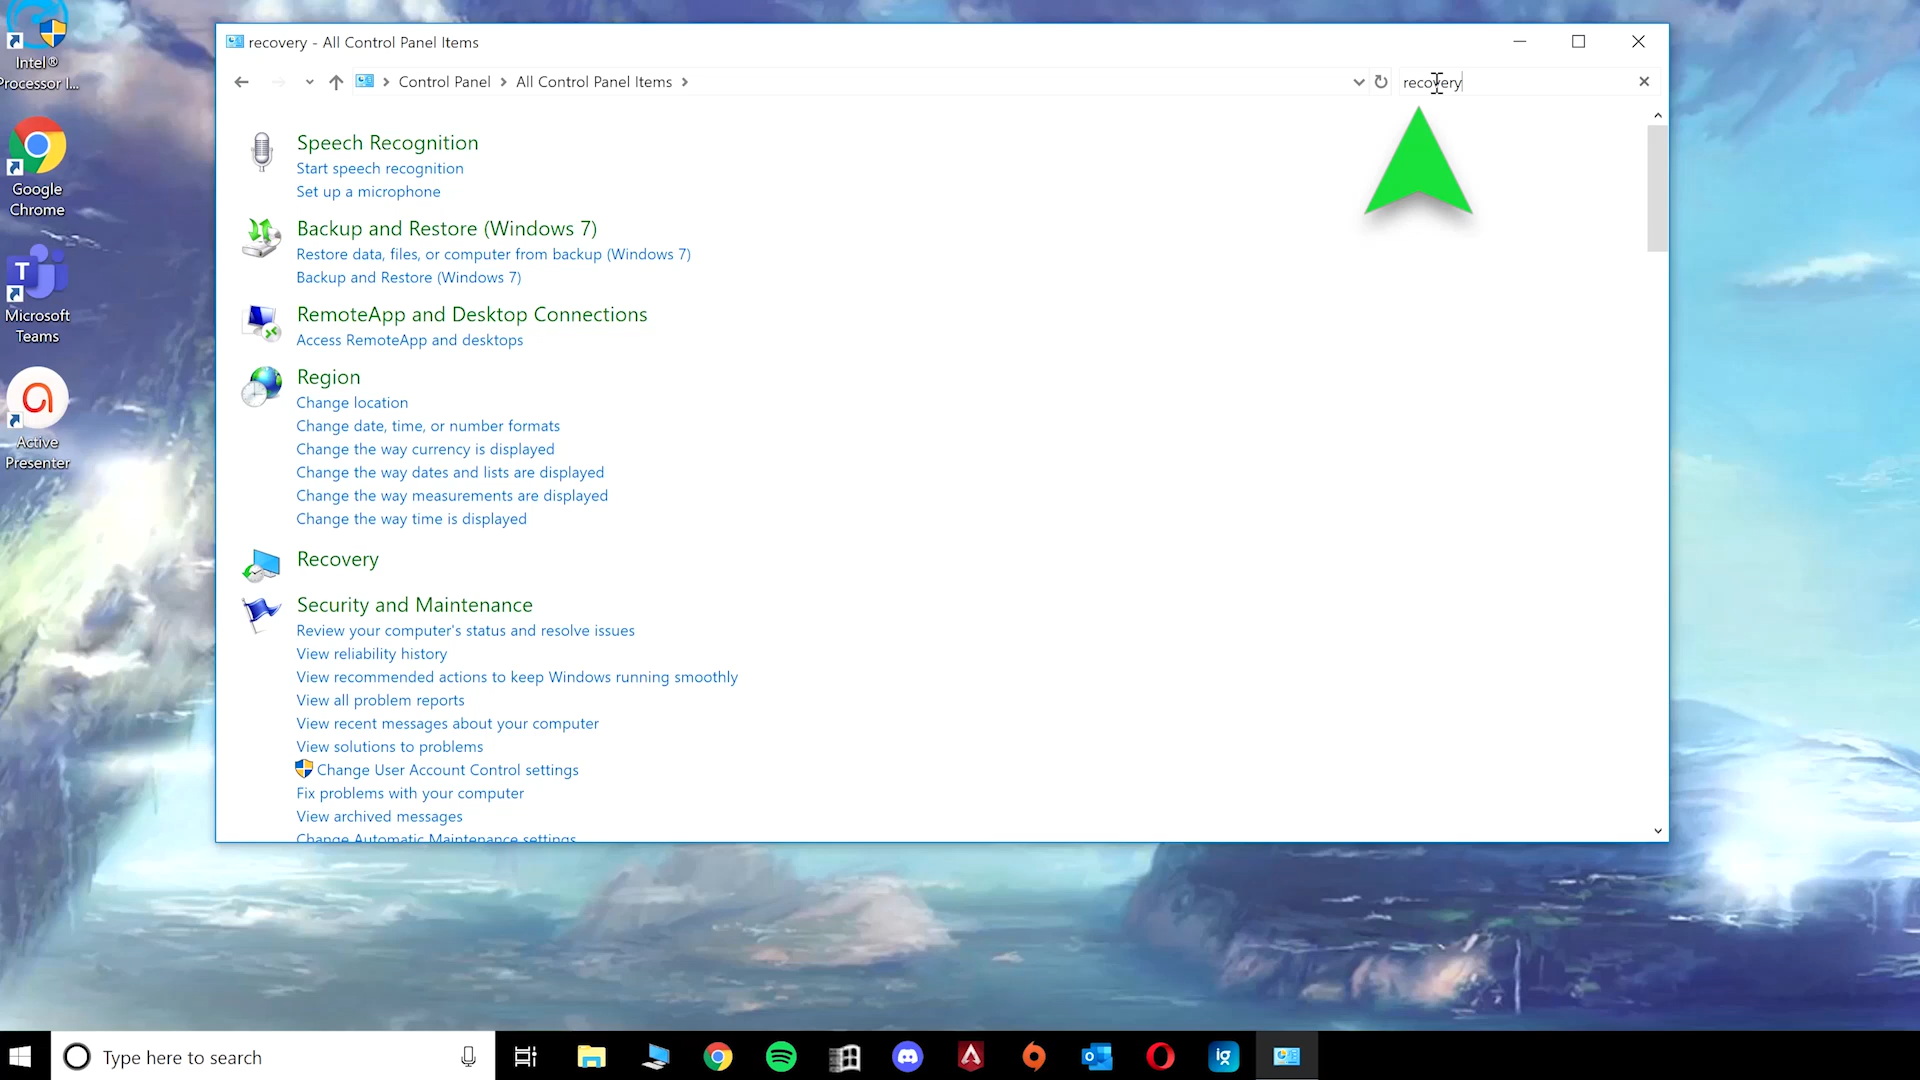 Intel®
Processor I...
Google
Chrome
T
Microsoft
Teams
Active
Presenter
recovery - All Control Panel Items
Control Panel
All Control Panel Items
recovery
Speech Recognition
Start speech recognition
Set up a microphone
Backup and Restore (Windows 7)
Restore data, files, or computer from backup (Windows 7)
Backup and Restore (Windows 7)
RemoteApp and Desktop Connections
Access RemoteApp and desktops
Region
Change location
Change date, time, or number formats
Change the way currency is displayed
Change the way dates and lists are displayed
Change the way measurements are displayed
Change the way time is displayed
Recovery
Security and Maintenance
Review your computer's status and resolve issues
View reliability history
View recommended actions to keep Windows running smoothly
View all problem reports
View recent messages about your computer
View solutions to problems
Change User Account Control settings
Fix problems with your computer
View archived messages
Change Automatic Maintenance settings
Type here to search
ig